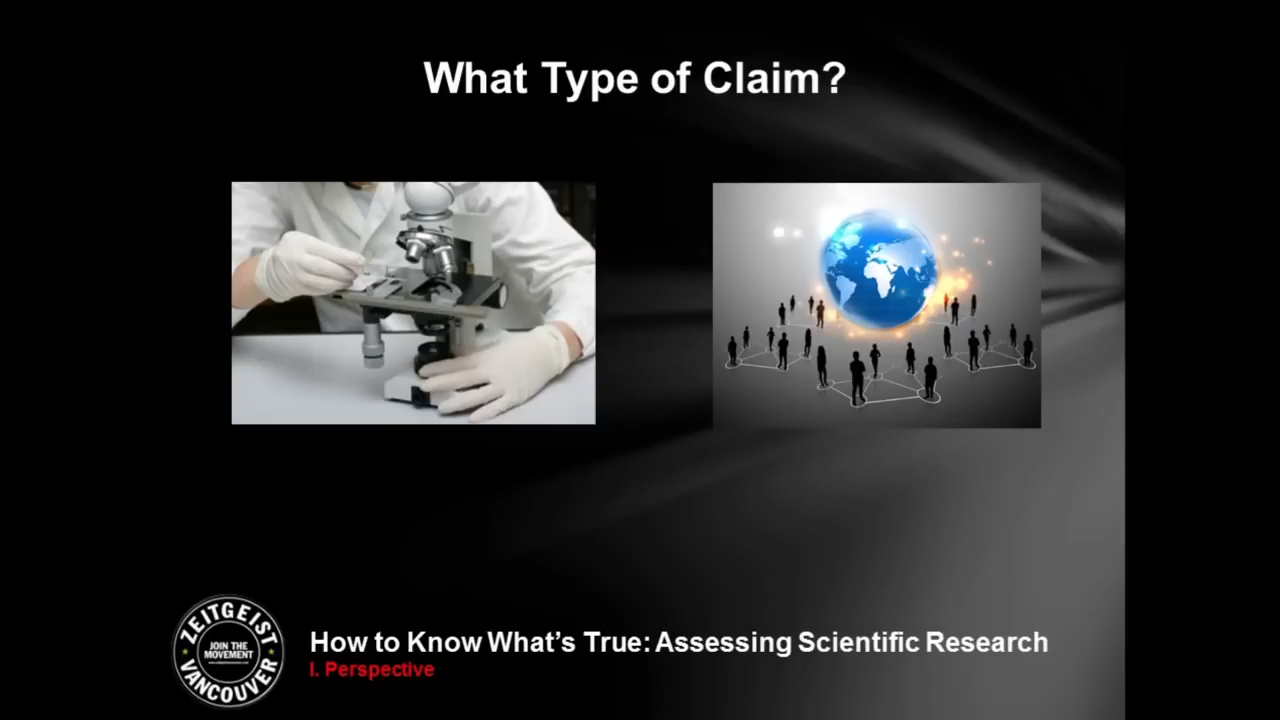 What Type of Claim?
ZEITGEIST
JOIN THE
MOVEMENT
VANCOUVER
How to Know What's True: Assessing Scientific Research
I. Perspective